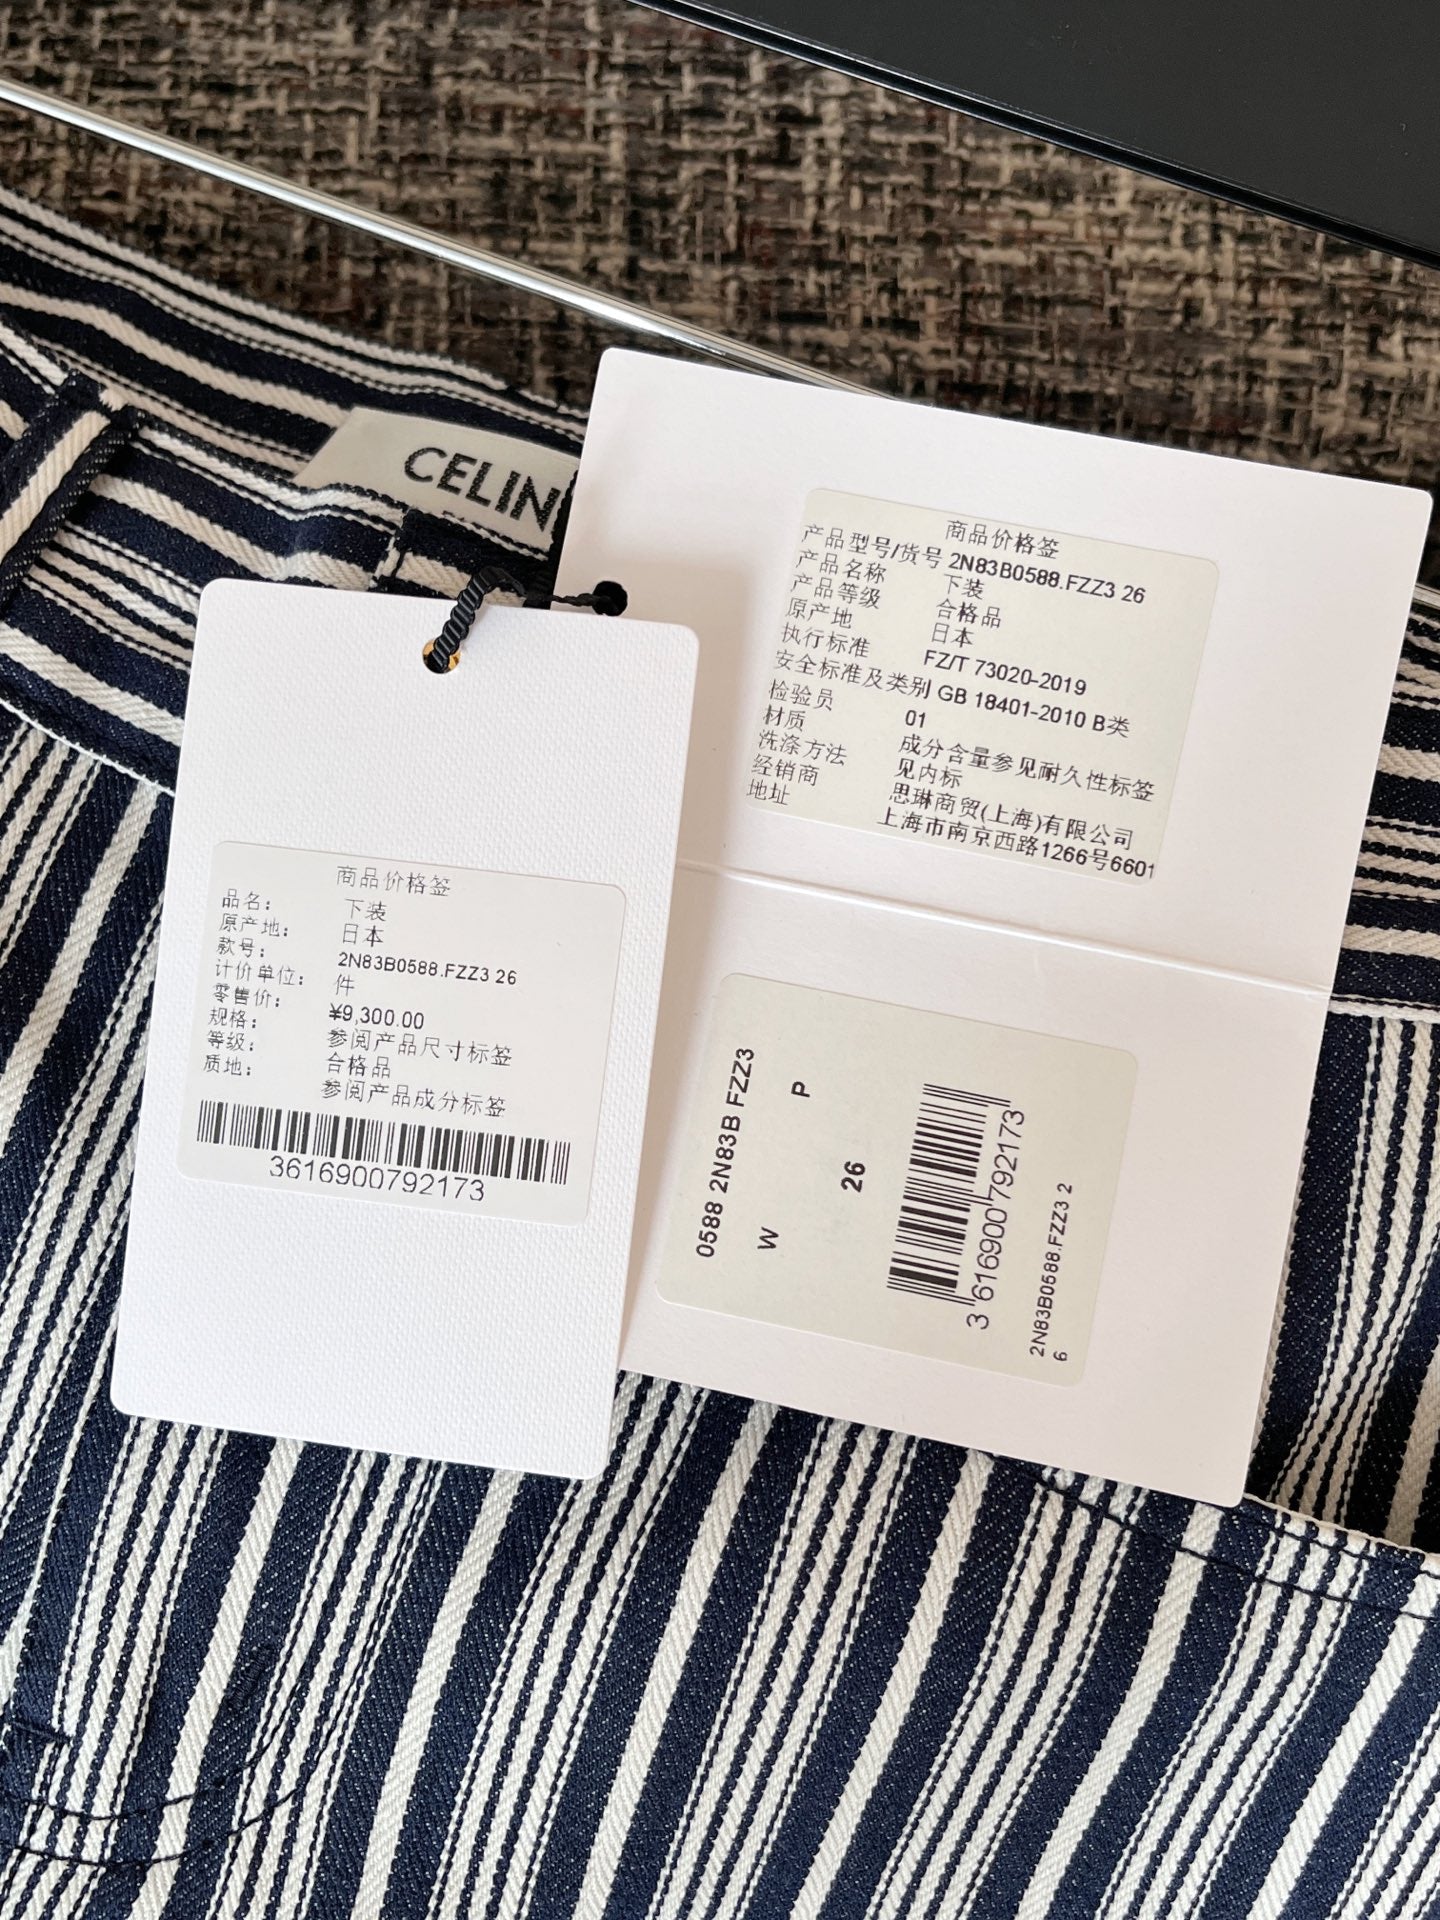 CELIN
商品价格签
产品型号/货号 2N83B0588.FZZ3 26
产品名称 下装
产品等级 合格品
原产地 日本
执行标准 FZ/T 73020-2019
安全标准及类别 GB 18401-2010 B类
检验员 01
材质 成分含量参见耐久性标签
洗涤方法 见内标
经销商 思琳商贸(上海)有限公司
地址 上海市南京西路1266号6601
商品价格签
品名: 下装
原产地: 日本
款号: 2N83B0588.FZZ3 26
计价单位: 件
零售价: ¥9,300.00
规格: 参阅产品尺寸标签
等级: 合格品
质地: 参阅产品成分标签
3616900792173
0588 2N83B FZZ3
W P
26
3 616900 792173
2N83B0588.FZZ3 2
6